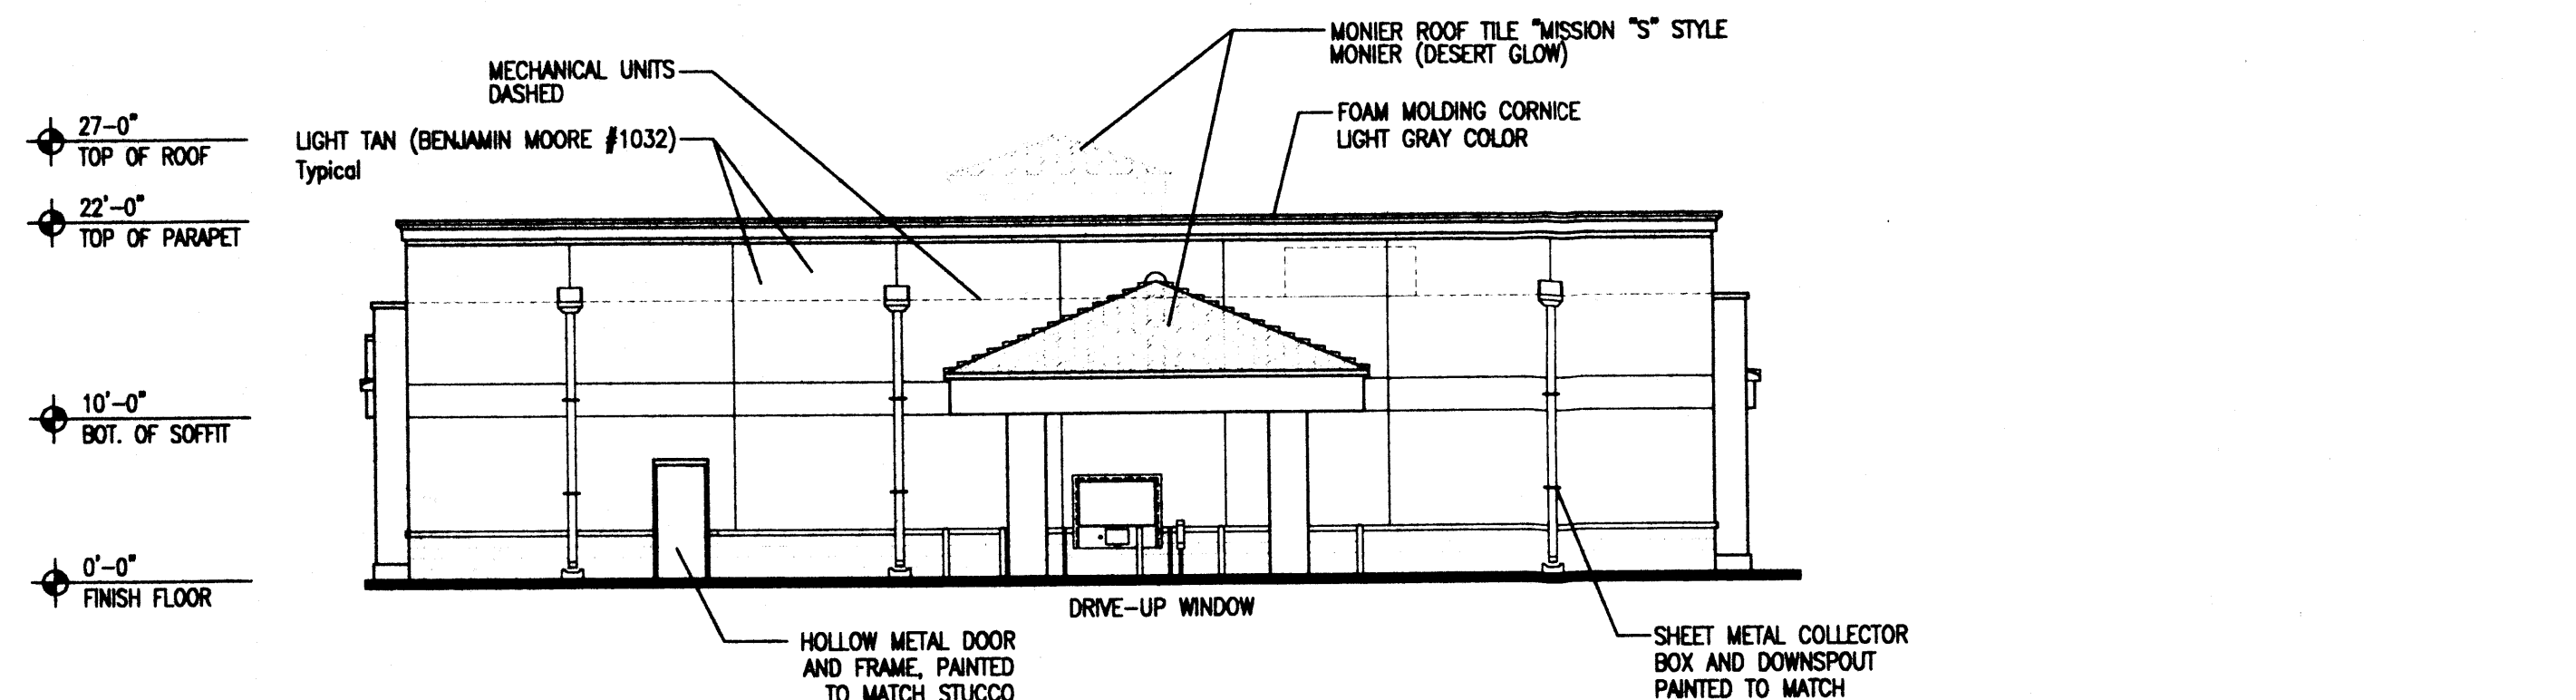 MONIER ROOF TILE "MISSION "S" STYLE
MONIER (DESERT GLOW)
MECHANICAL UNITS
DASHED
FOAM MOLDING CORNICE
LIGHT GRAY COLOR
27-0"
TOP OF ROOF
LIGHT TAN (BENJAMIN MOORE #1032)
Typical
22'-0"
TOP OF PARAPET
10'-0"
BOT. OF SOFFIT
0'-0"
FINISH FLOOR
DRIVE-UP WINDOW
HOLLOW METAL DOOR
AND FRAME, PAINTED
TO MATCH STUCCO
SHEET METAL COLLECTOR
BOX AND DOWNSPOUT
PAINTED TO MATCH